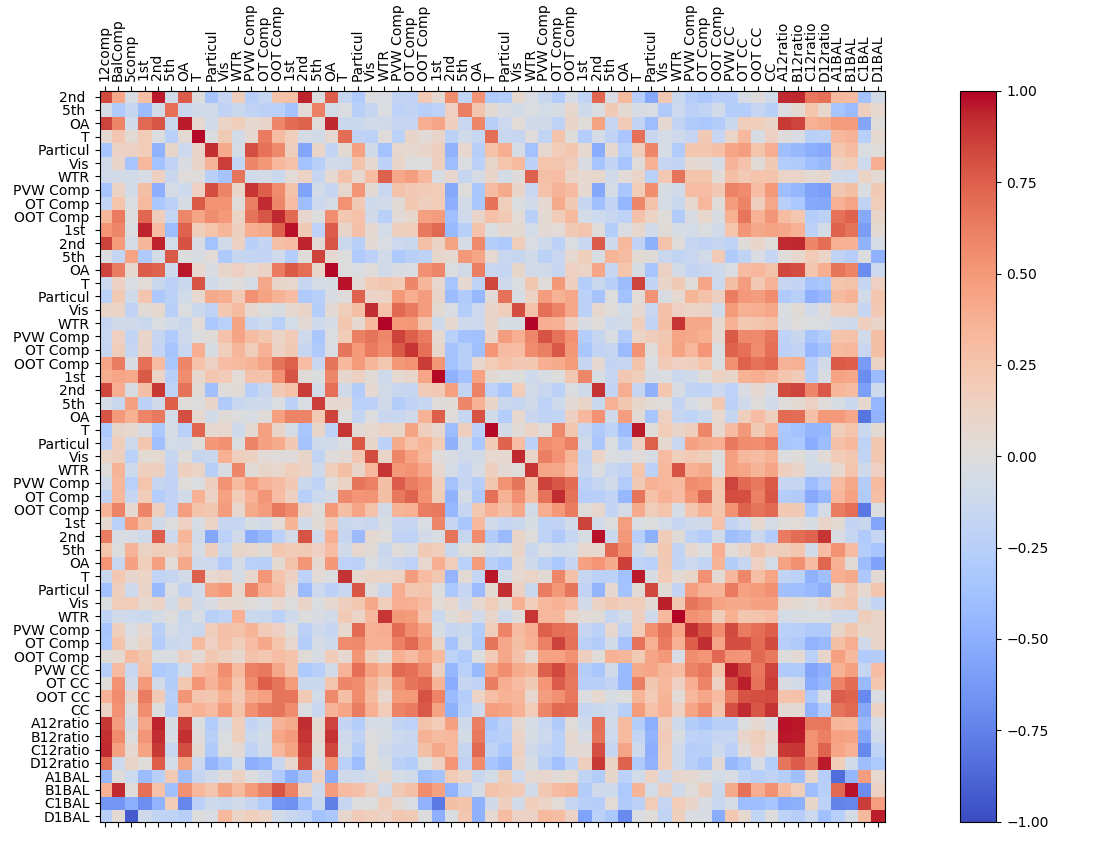 12comp
BalComp
5comp
1st
2nd
5th
OA
T
Particul
Vis
WTR
PVW Comp
OT Comp
OOT Comp
1st
2nd
5th
OA
T
Particul
Vis
WTR
PVW Comp
OT Comp
OOT Comp
1st
2nd
5th
OA
T
Particul
Vis
WTR
PVW Comp
OT Comp
OOT Comp
1st
2nd
5th
OA
T
Particul
Vis
WTR
PVW Comp
OT Comp
OOT Comp
PVW CC
OT CC
OOT CC
CC
A12ratio
B12ratio
C12ratio
D12ratio
A1BAL
B1BAL
C1BAL
D1BAL
2nd
5th
OA
T
Particul
Vis
WTR
PVW Comp
OT Comp
OOT Comp
1st
2nd
5th
OA
T
Particul
Vis
WTR
PVW Comp
OT Comp
OOT Comp
1st
2nd
5th
OA
T
Particul
Vis
WTR
PVW Comp
OT Comp
OOT Comp
1st
2nd
5th
OA
T
Particul
Vis
WTR
PVW Comp
OT Comp
OOT Comp
PVW CC
OT CC
OOT CC
CC
A12ratio
B12ratio
C12ratio
D12ratio
A1BAL
B1BAL
C1BAL
D1BAL
1.00
0.75
0.50
0.25
0.00
−0.25
−0.50
−0.75
−1.00